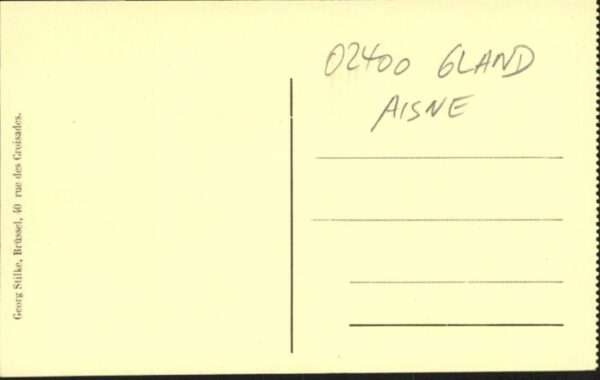 02400 GLAND
AISNE
Georg Stilke, Brüssel, 40 rue des Croisades.